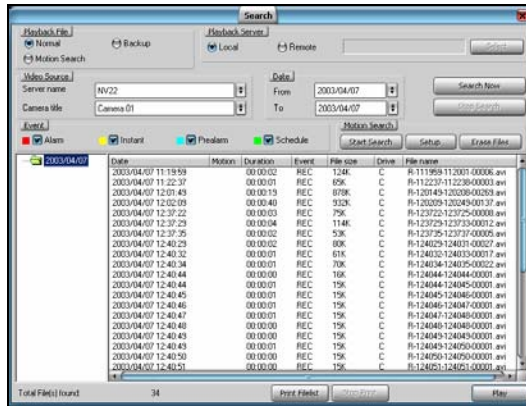 Search
Playback File
Normal
Backup
Motion Search
Playback Server
Local
Remote
Select
Video Source
Server name
NV22
Camera title
Camera 01
Date
From
2003/04/07
To
2003/04/07
Search Now
Stop Search
Event
Alarm
Instant
Prealarm
Schedule
Motion Search
Start Search
Setup
Erase Files
2003/04/07
Date Motion Duration Event File size Drive File name
2003/04/07 11:19:59 00:00:02 REC 124K C R-111959-112001-00006.avi
2003/04/07 11:22:37 00:00:01 REC 65K C R-112237-112238-00003.avi
2003/04/07 12:01:49 00:00:19 REC 878K C R-120149-120208-00269.avi
2003/04/07 12:02:09 00:00:40 REC 932K C R-120209-120249-00137.avi
2003/04/07 12:37:22 00:00:03 REC 75K C R-123722-123725-00008.avi
2003/04/07 12:37:29 00:00:04 REC 114K C R-123729-123733-00012.avi
2003/04/07 12:37:35 00:00:02 REC 53K C R-123735-123737-00005.avi
2003/04/07 12:40:29 00:00:02 REC 80K C R-124029-124031-00027.avi
2003/04/07 12:40:32 00:00:01 REC 61K C R-124032-124033-00017.avi
2003/04/07 12:40:34 00:00:01 REC 70K C R-124034-124035-00022.avi
2003/04/07 12:40:44 00:00:00 REC 16K C R-124044-124044-00001.avi
2003/04/07 12:40:44 00:00:01 REC 15K C R-124044-124045-00001.avi
2003/04/07 12:40:45 00:00:01 REC 15K C R-124045-124046-00001.avi
2003/04/07 12:40:46 00:00:01 REC 15K C R-124046-124047-00001.avi
2003/04/07 12:40:47 00:00:01 REC 15K C R-124047-124048-00001.avi
2003/04/07 12:40:48 00:00:00 REC 15K C R-124048-124048-00001.avi
2003/04/07 12:40:49 00:00:00 REC 15K C R-124049-124049-00001.avi
2003/04/07 12:40:49 00:00:01 REC 15K C R-124049-124050-00001.avi
2003/04/07 12:40:50 00:00:00 REC 15K C R-124050-124050-00001.avi
2003/04/07 12:40:51 00:00:00 REC 15K C R-124051-124051-00001.avi
Total File(s) found: 34
Print Filelist
Stop Print
Play